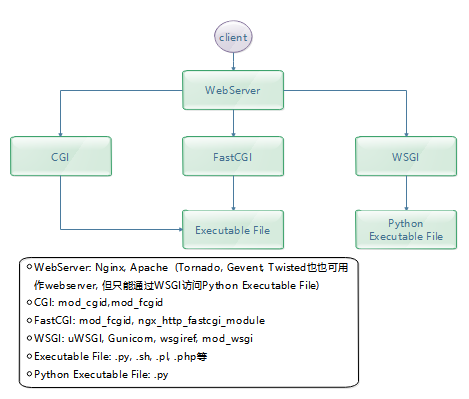 client
WebServer
CGI
FastCGI
WSGI
Executable File
Python
Executable File
WebServer: Nginx, Apache (Tornado, Gevent, Twisted也也可用
作webserver, 但只能通过WSGI访问Python Executable File)
CGI: mod_cgid,mod_fcgid
FastCGI: mod_fcgid, ngx_http_fastcgi_module
WSGI: uWSGI, Gunicorn, wsgiref, mod_wsgi
Executable File: .py, .sh, .pl, .php等
Python Executable File: .py